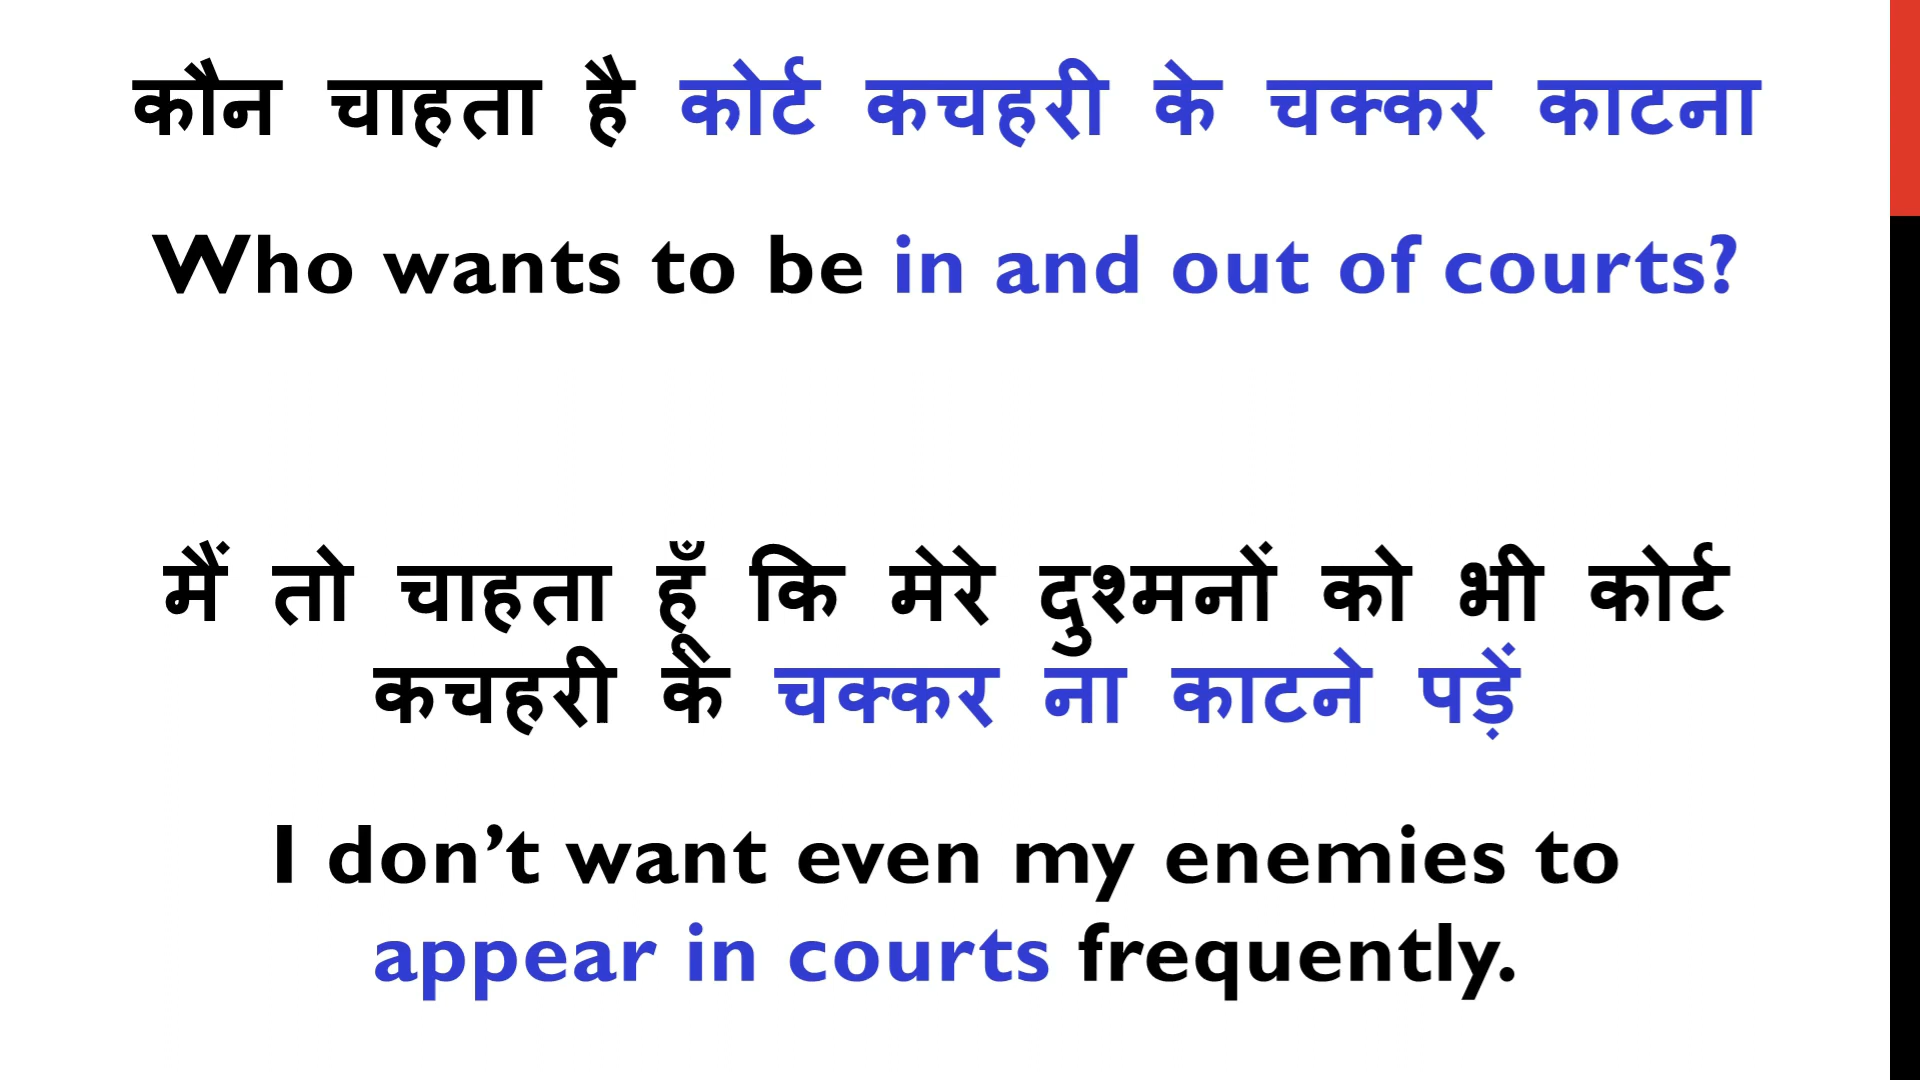 कौन चाहता है कोर्ट कचहरी के चक्कर काटना
Who wants to be in and out of courts?
मैं तो चाहता हूँ कि मेरे दुश्मनों को भी कोर्ट
कचहरी के चक्कर ना काटने पड़ें
I don’t want even my enemies to
appear in courts frequently.